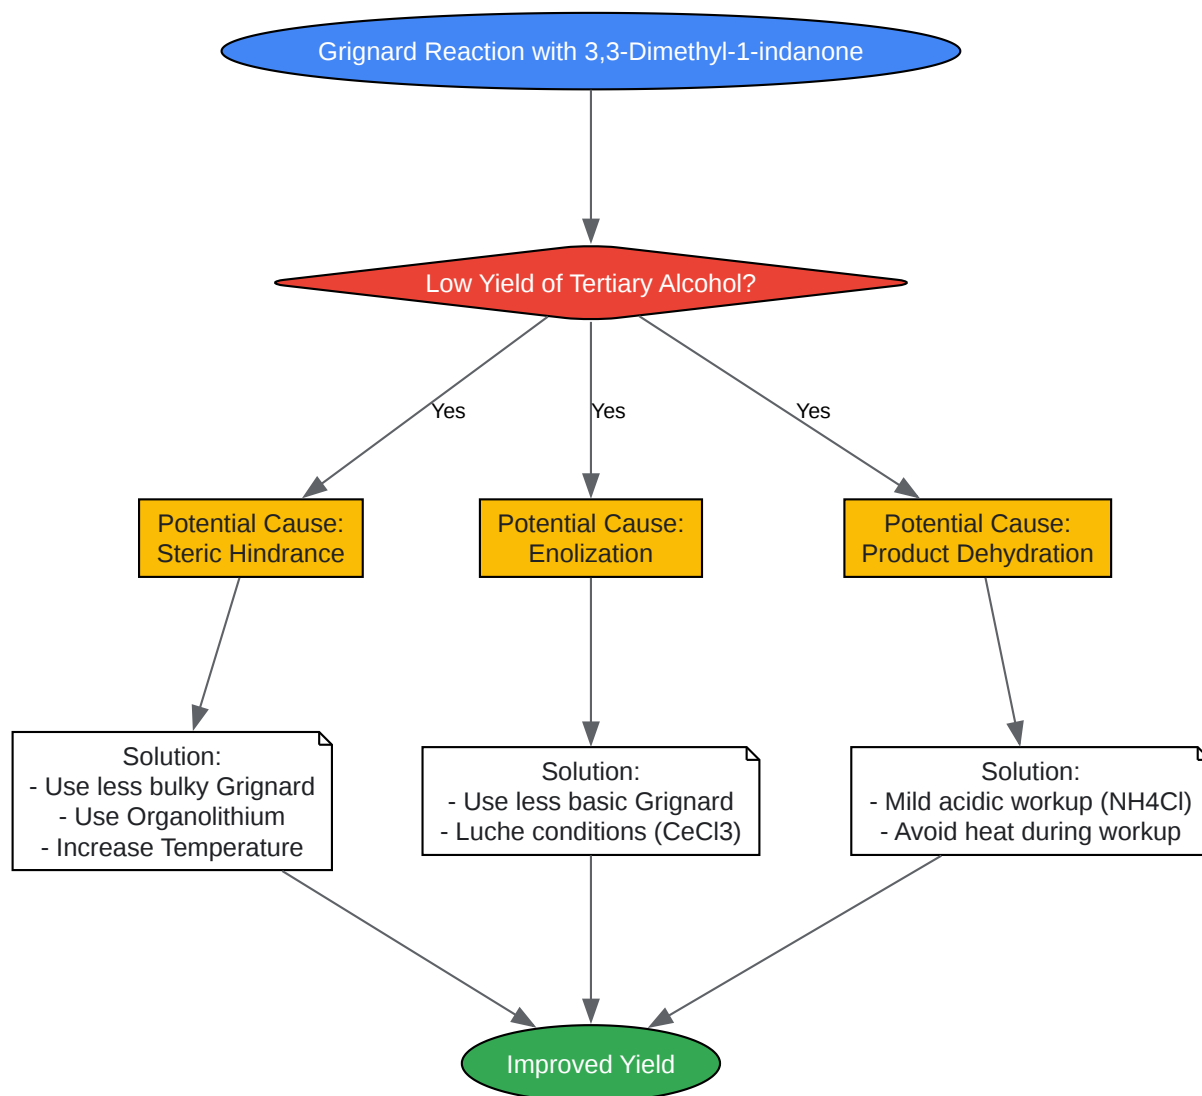 Grignard Reaction with 3,3-Dimethyl-1-indanone
Low Yield of Tertiary Alcohol?
Yes
Yes
Yes
Potential Cause:
Steric Hindrance
Potential Cause:
Enolization
Potential Cause:
Product Dehydration
Solution:
- Use less bulky Grignard
- Use Organolithium
- Increase Temperature
Solution:
- Use less basic Grignard
- Luche conditions (CeCl3)
Solution:
- Mild acidic workup (NH4Cl)
- Avoid heat during workup
Improved Yield